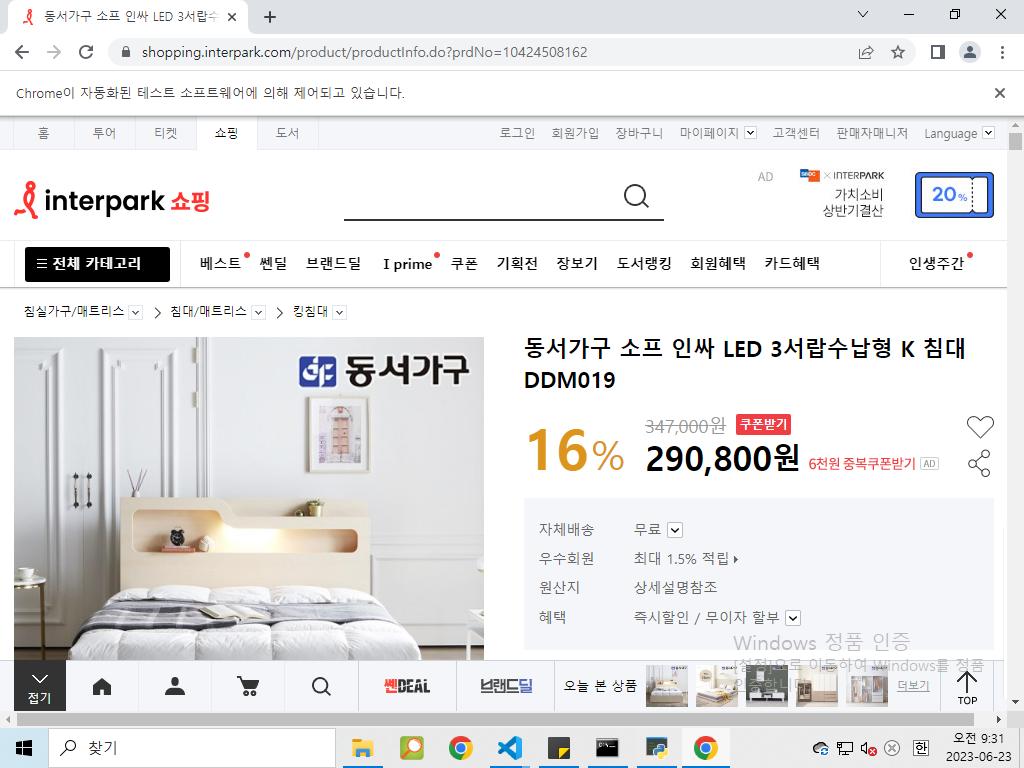 동서가구 소프 인싸 LED 3서랍수
shopping.interpark.com/product/productInfo.do?prdNo=10424508162
Chrome이 자동화된 테스트 소프트웨어에 의해 제어되고 있습니다.
홈 투어 티켓 쇼핑 도서 로그인 회원가입 장바구니 마이페이지 고객센터 판매자매니저 Language
interpark 쇼핑
AD
× INTERPARK
가치소비
상반기결산
20%
전체 카테고리 베스트 쎈딜 브랜드딜 I prime 쿠폰 기획전 장보기 도서랭킹 회원혜택 카드혜택 인생주간
침실가구/매트리스 침대/매트리스 킹침대
동서가구
동서가구 소프 인싸 LED 3서랍수납형 K 침대
DDM019
16%
347,000원 쿠폰받기
290,800원 6천원 중복쿠폰받기 AD
자체배송 무료
우수회원 최대 1.5% 적립
원산지 상세설명참조
혜택 즉시할인 / 무이자 할부
Windows 정품 인증
[설정]으로 이동하여 Windows를 정품
인증합니다.
접기
쎈DEAL
브랜드딜
오늘 본 상품
더보기
TOP
찾기
한
오전 9:31
2023-06-23